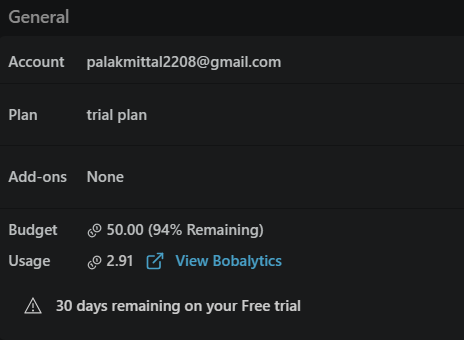 General
Account palakmittal2208@gmail.com
Plan trial plan
Add-ons None
Budget 50.00 (94% Remaining)
Usage 2.91 View Bobalytics
30 days remaining on your Free trial